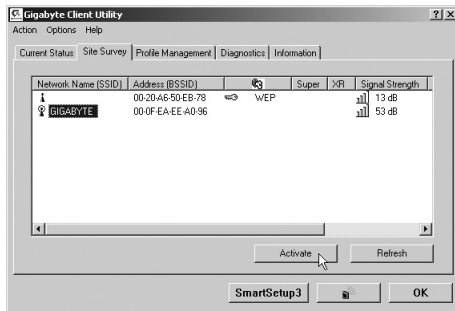 Gigabyte Client Utility
Action Options Help
Current Status Site Survey Profile Management Diagnostics Information
Network Name (SSID) Address (BSSID) Super XR Signal Strength
00-20-A6-50-EB-78 WEP 13 dB
GIGABYTE 00-0F-EA-EE-A0-96 53 dB
Activate Refresh
SmartSetup3 OK